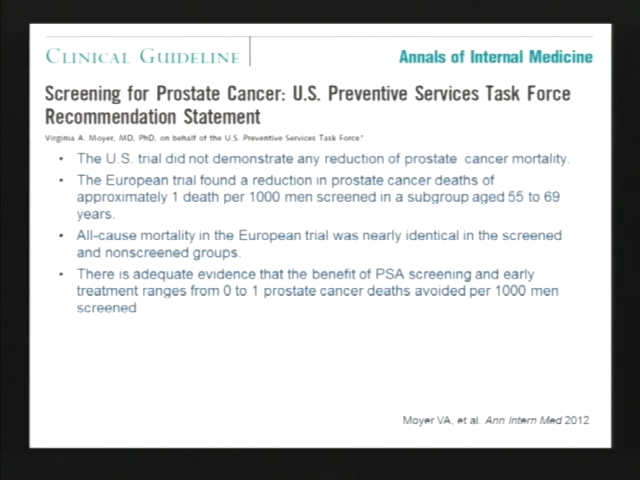 CLINICAL GUIDELINE
Annals of Internal Medicine
Screening for Prostate Cancer: U.S. Preventive Services Task Force
Recommendation Statement
Virginia A. Moyer, MD, PhD, on behalf of the U.S. Preventive Services Task Force*
• The U.S. trial did not demonstrate any reduction of prostate cancer mortality.
• The European trial found a reduction in prostate cancer deaths of
approximately 1 death per 1000 men screened in a subgroup aged 55 to 69
years.
• All-cause mortality in the European trial was nearly identical in the screened
and nonscreened groups.
• There is adequate evidence that the benefit of PSA screening and early
treatment ranges from 0 to 1 prostate cancer deaths avoided per 1000 men
screened
Moyer VA, et al. Ann Intern Med 2012